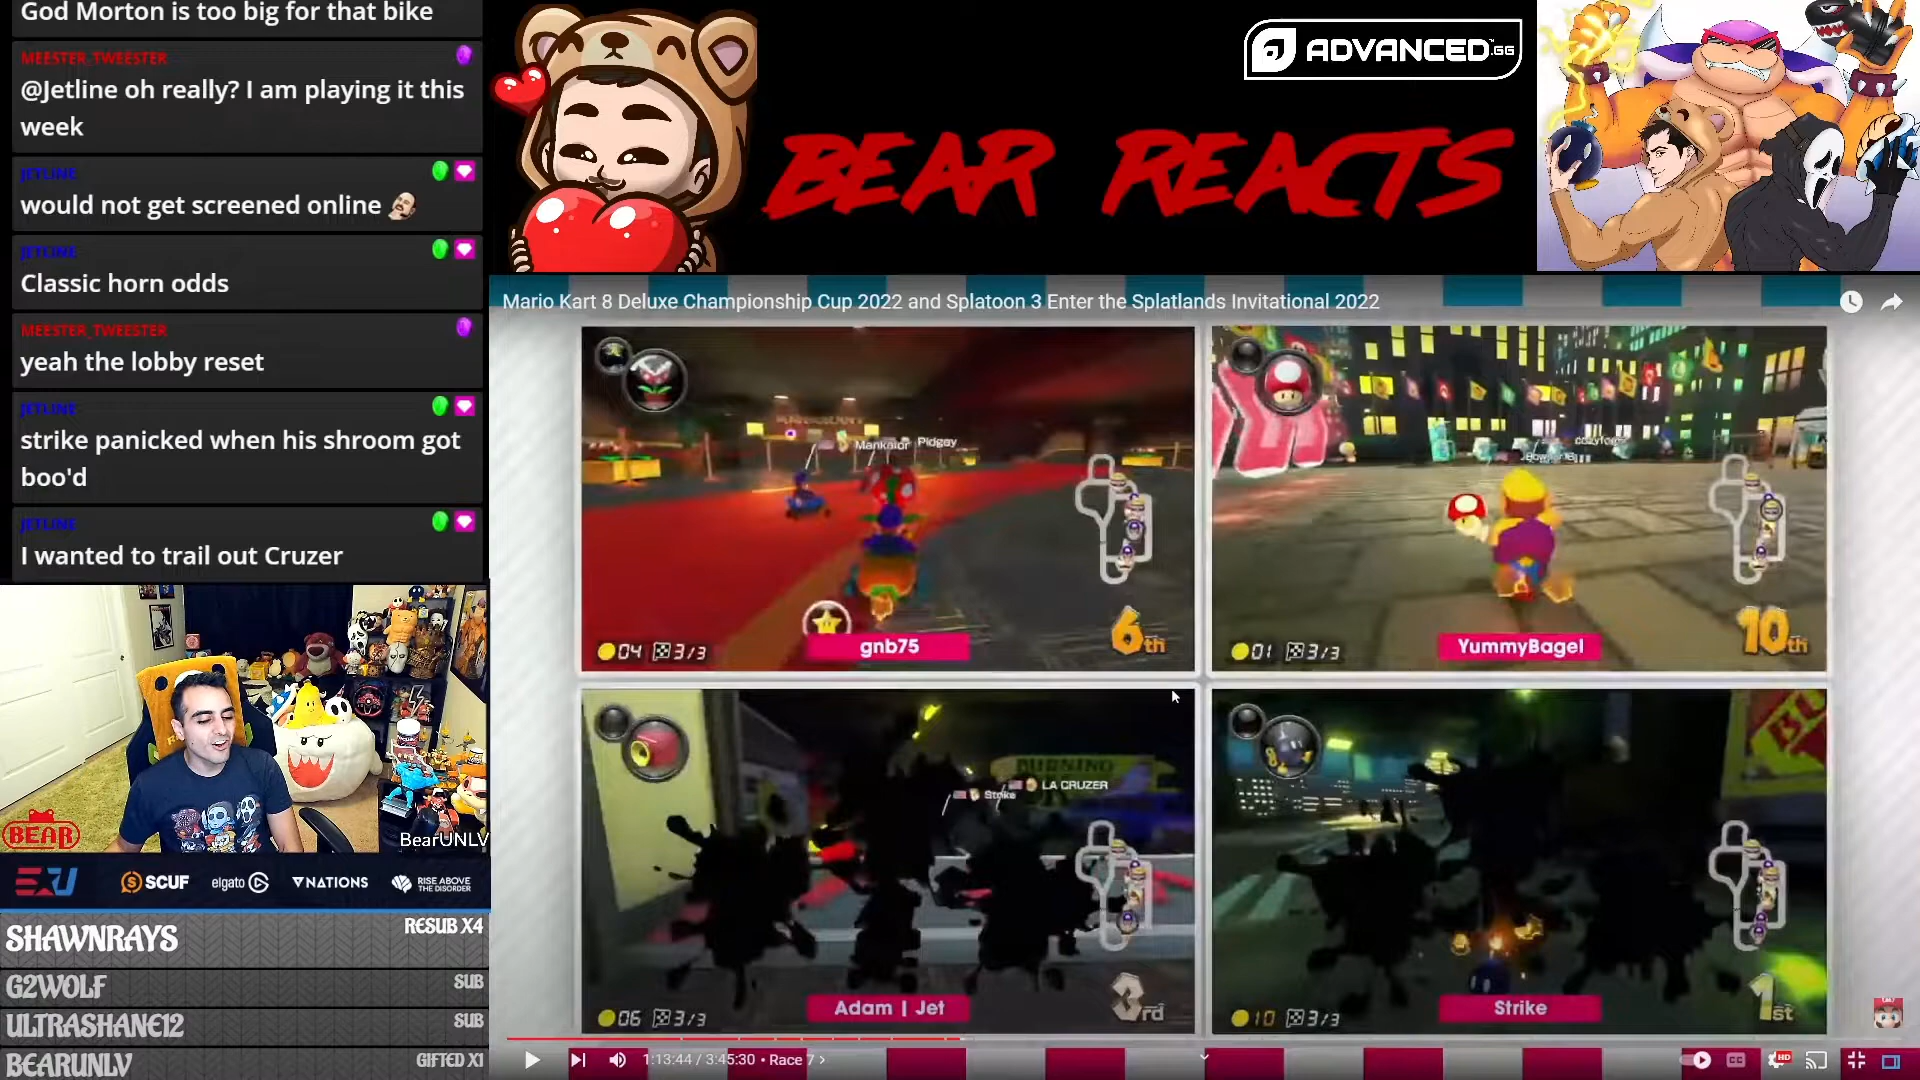 God Morton is too big for that bike
MEESTER_TWEESTER
@Jetline oh really? I am playing it this
week
JETLINE
would not get screened online
JETLINE
Classic horn odds
MEESTER_TWEESTER
yeah the lobby reset
JETLINE
strike panicked when his shroom got
boo'd
JETLINE
I wanted to trail out Cruzer
BEAR
BearUNLV
EXU
SCUF
elgato
NATIONS
RISE ABOVE
THE DISORDER
SHAWNRAYS
RESUB X4
G2WOLF
SUB
ULTRASHANE12
SUB
BEARUNLV
GIFTED X1
ADVANCED.GG
BEAR REACTS
Mario Kart 8 Deluxe Championship Cup 2022 and Splatoon 3 Enter the Splatlands Invitational 2022
Mankalor
Pidgey
04
3/3
gnb75
6th
01
3/3
YummyBagel
10th
BURNING
LA CRUZER
Strike
06
3/3
Adam | Jet
3rd
10
3/3
Strike
1st
1:13:44 / 3:45:30 • Race 7 >
CC
HD